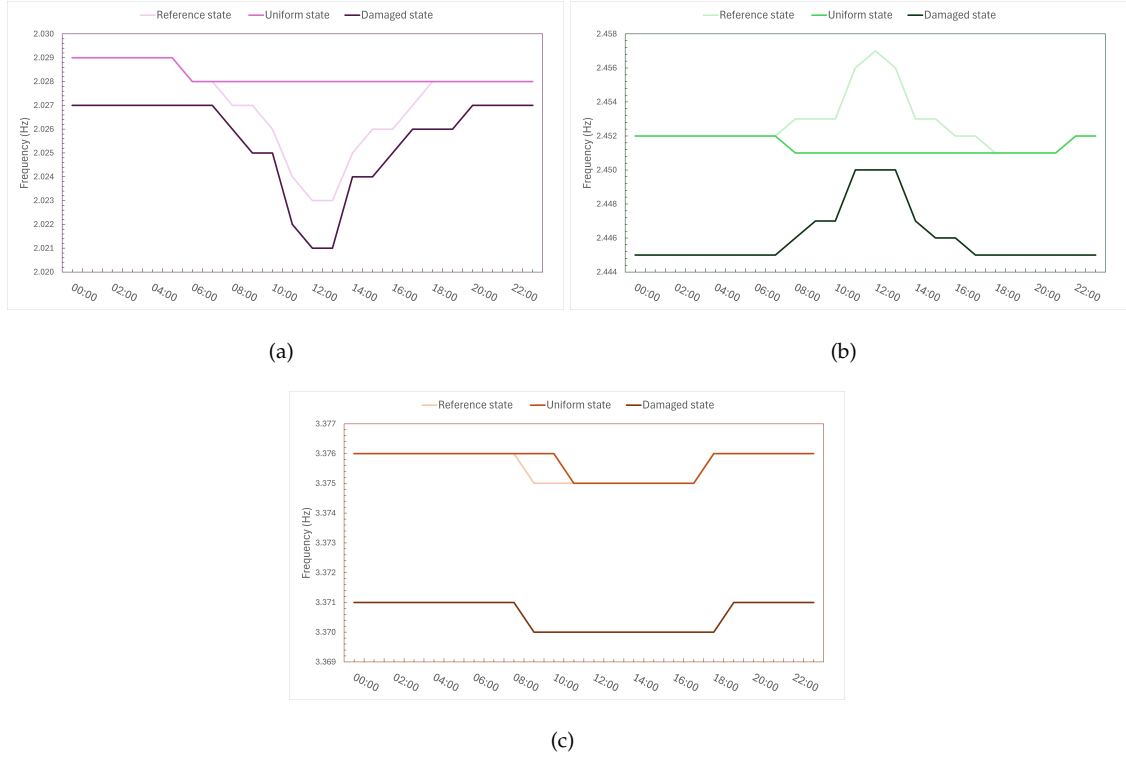 Reference state Uniform state Damaged state
2.030
2.029
2.028
2.027
2.026
2.025
2.024
2.023
2.022
2.021
2.020
Frequency (Hz)
00:00 02:00 04:00 06:00 08:00 10:00 12:00 14:00 16:00 18:00 20:00 22:00
(a)
Reference state Uniform state Damaged state
2.458
2.456
2.454
2.452
2.450
2.448
2.446
2.444
Frequency (Hz)
00:00 02:00 04:00 06:00 08:00 10:00 12:00 14:00 16:00 18:00 20:00 22:00
(b)
Reference state Uniform state Damaged state
3.377
3.376
3.375
3.374
3.373
3.372
3.371
3.370
3.369
Frequency (Hz)
00:00 02:00 04:00 06:00 08:00 10:00 12:00 14:00 16:00 18:00 20:00 22:00
(c)